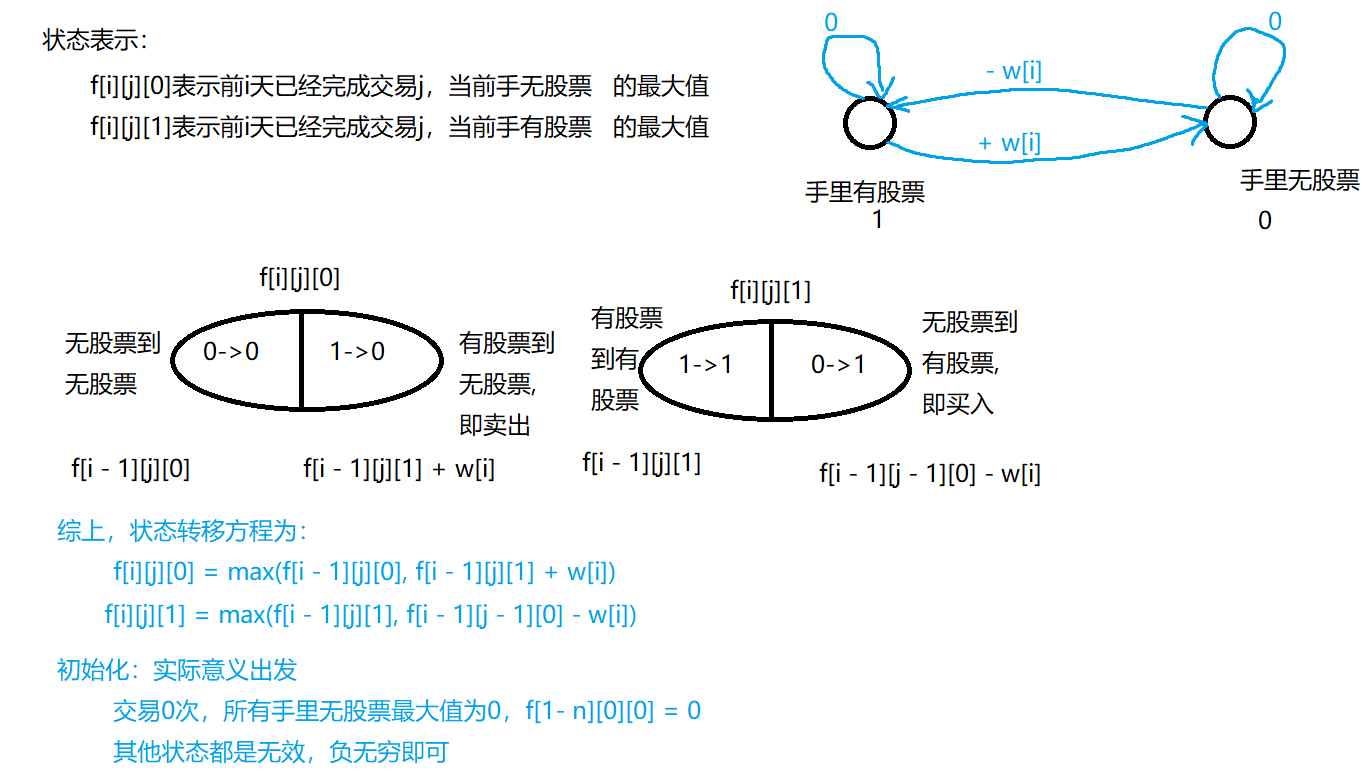 状态表示：
f[i][j][0]表示前i天已经完成交易j，当前手无股票 的最大值
f[i][j][1]表示前i天已经完成交易j，当前手有股票 的最大值
0
0
- w[i]
+ w[i]
手里有股票
1
手里无股票
0
f[i][j][0]
无股票到
无股票
0->0
1->0
有股票到
无股票，
即卖出
f[i - 1][j][0]
f[i - 1][j][1] + w[i]
f[i][j][1]
有股票
到有
股票
1->1
0->1
无股票到
有股票，
即买入
f[i - 1][j][1]
f[i - 1][j - 1][0] - w[i]
综上，状态转移方程为：
f[i][j][0] = max(f[i - 1][j][0], f[i - 1][j][1] + w[i])
f[i][j][1] = max(f[i - 1][j][1], f[i - 1][j - 1][0] - w[i])
初始化：实际意义出发
交易0次，所有手里无股票最大值为0，f[1- n][0][0] = 0
其他状态都是无效，负无穷即可